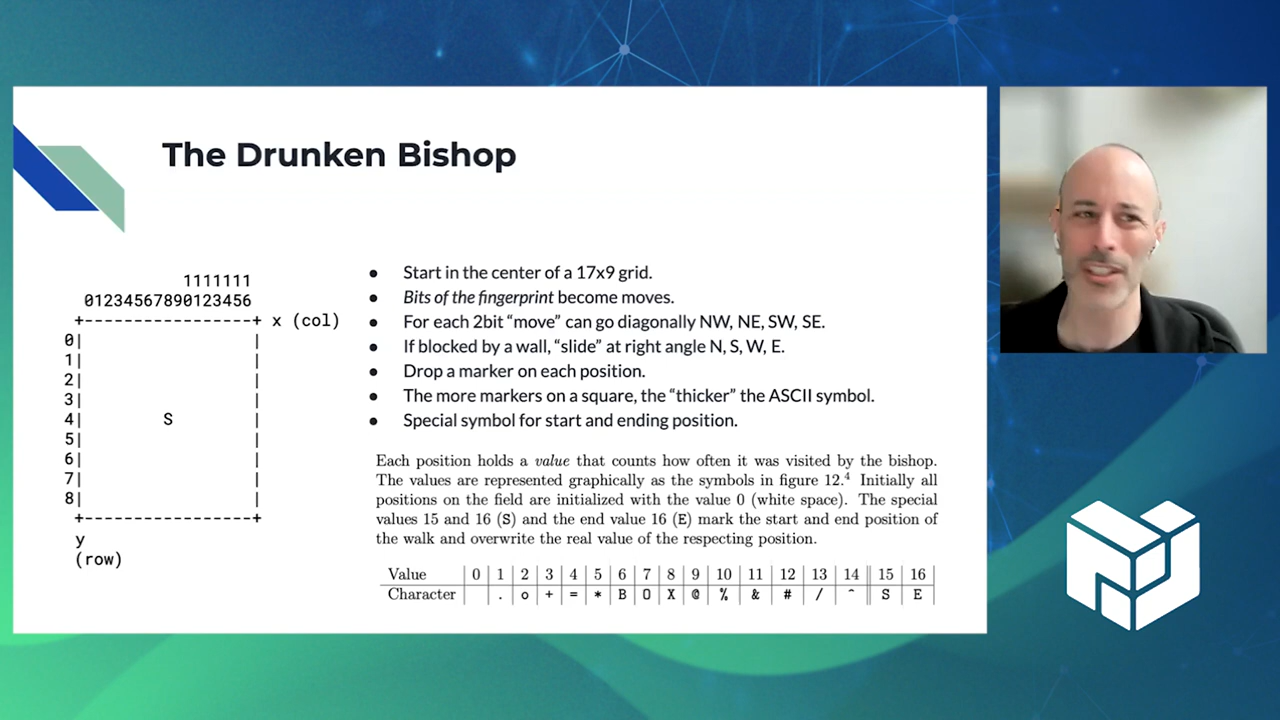 The Drunken Bishop
1111111
01234567890123456
+-----------------+ x (col)
0| |
1| |
2| |
3| |
4| S |
5| |
6| |
7| |
8| |
+-----------------+
y
(row)
● Start in the center of a 17x9 grid.
● Bits of the fingerprint become moves.
● For each 2bit “move” can go diagonally NW, NE, SW, SE.
● If blocked by a wall, “slide” at right angle N, S, W, E.
● Drop a marker on each position.
● The more markers on a square, the “thicker” the ASCII symbol.
● Special symbol for start and ending position.
Each position holds a value that counts how often it was visited by the bishop.
The values are represented graphically as the symbols in figure 12.⁴ Initially all
positions on the field are initialized with the value 0 (white space). The special
values 15 and 16 (S) and the end value 16 (E) mark the start and end position of
the walk and overwrite the real value of the respecting position.
Value | 0 | 1 | 2 | 3 | 4 | 5 | 6 | 7 | 8 | 9 | 10 | 11 | 12 | 13 | 14 || 15 | 16 |
Character | | . | o | + | = | * | B | O | X | @ | % | & | # | / | ^ || S | E |